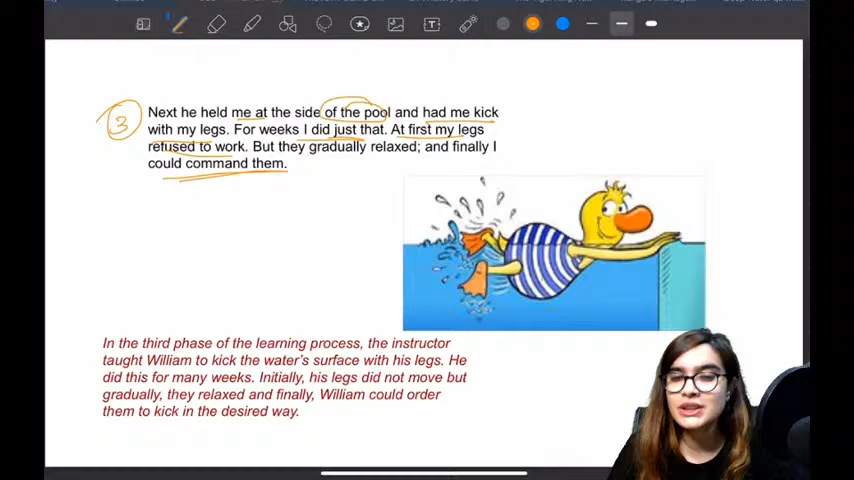 3
Next he held me at the side of the pool and had me kick
with my legs. For weeks I did just that. At first my legs
refused to work. But they gradually relaxed; and finally I
could command them.
In the third phase of the learning process, the instructor
taught William to kick the water's surface with his legs. He
did this for many weeks. Initially, his legs did not move but
gradually, they relaxed and finally, William could order
them to kick in the desired way.